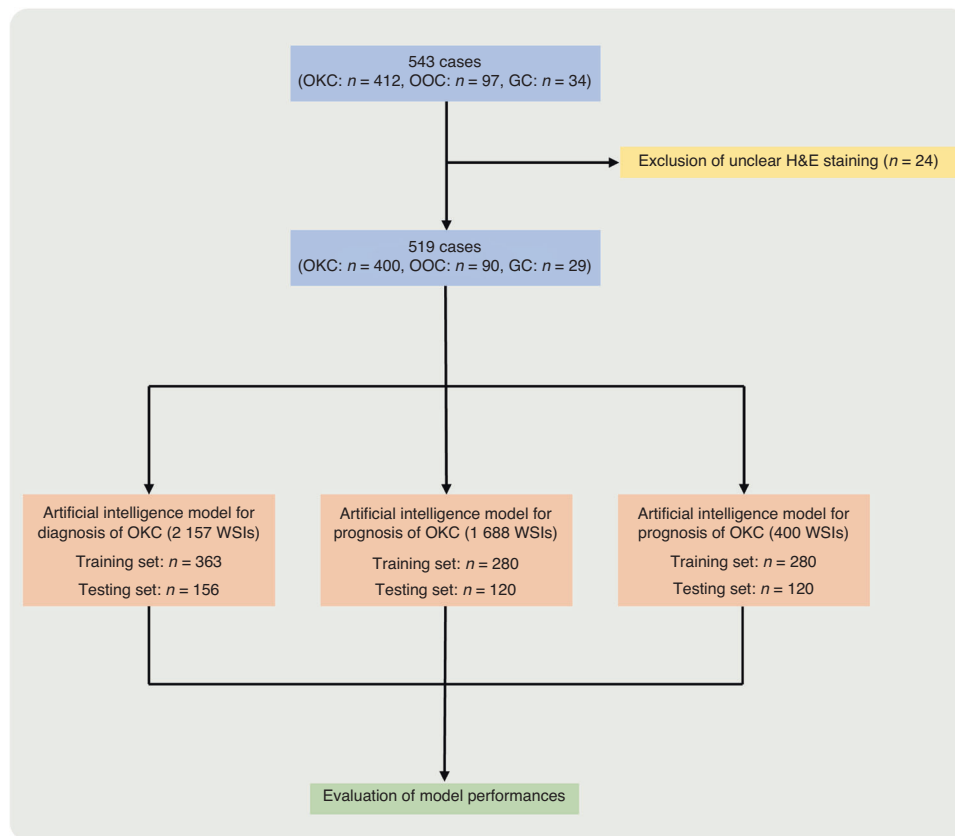 543 cases
(OKC: n = 412, OOC: n = 97, GC: n = 34)
Exclusion of unclear H&E staining (n = 24)
519 cases
(OKC: n = 400, OOC: n = 90, GC: n = 29)
Artificial intelligence model for
diagnosis of OKC (2 157 WSIs)
Training set: n = 363
Testing set: n = 156
Artificial intelligence model for
prognosis of OKC (1 688 WSIs)
Training set: n = 280
Testing set: n = 120
Artificial intelligence model for
prognosis of OKC (400 WSIs)
Training set: n = 280
Testing set: n = 120
Evaluation of model performances